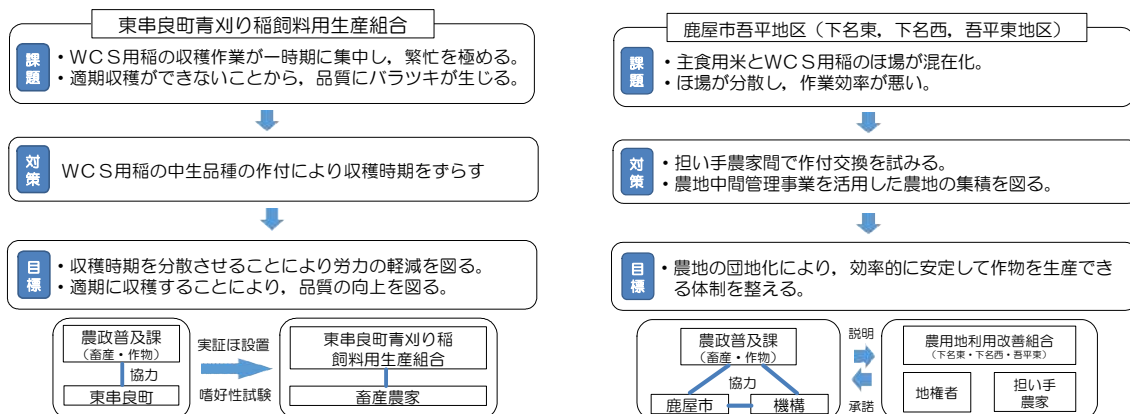 東串良町青刈り稲飼料用生産組合
課題
・WCS用稲の収穫作業が一時期に集中し，繁忙を極める。
・適期収穫ができないことから，品質にバラツキが生じる。
対策
WCS用稲の中生品種の作付により収穫時期をずらす
目標
・収穫時期を分散させることにより労力の軽減を図る。
・適期に収穫することにより，品質の向上を図る。
農政普及課
（畜産・作物）
協力
東串良町
実証ほ設置
嗜好性試験
東串良町青刈り稲
飼料用生産組合
畜産農家
鹿屋市吾平地区（下名東，下名西，吾平東地区）
課題
・主食用米とWCS用稲のほ場が混在化。
・ほ場が分散し，作業効率が悪い。
対策
・担い手農家間で作付交換を試みる。
・農地中間管理事業を活用した農地の集積を図る。
目標
・農地の団地化により，効率的に安定して作物を生産でき
る体制を整える。
農政普及課
（畜産・作物）
協力
鹿屋市
機構
説明
承諾
農用地利用改善組合
（下名東・下名西・吾平東）
地権者
担い手
農家